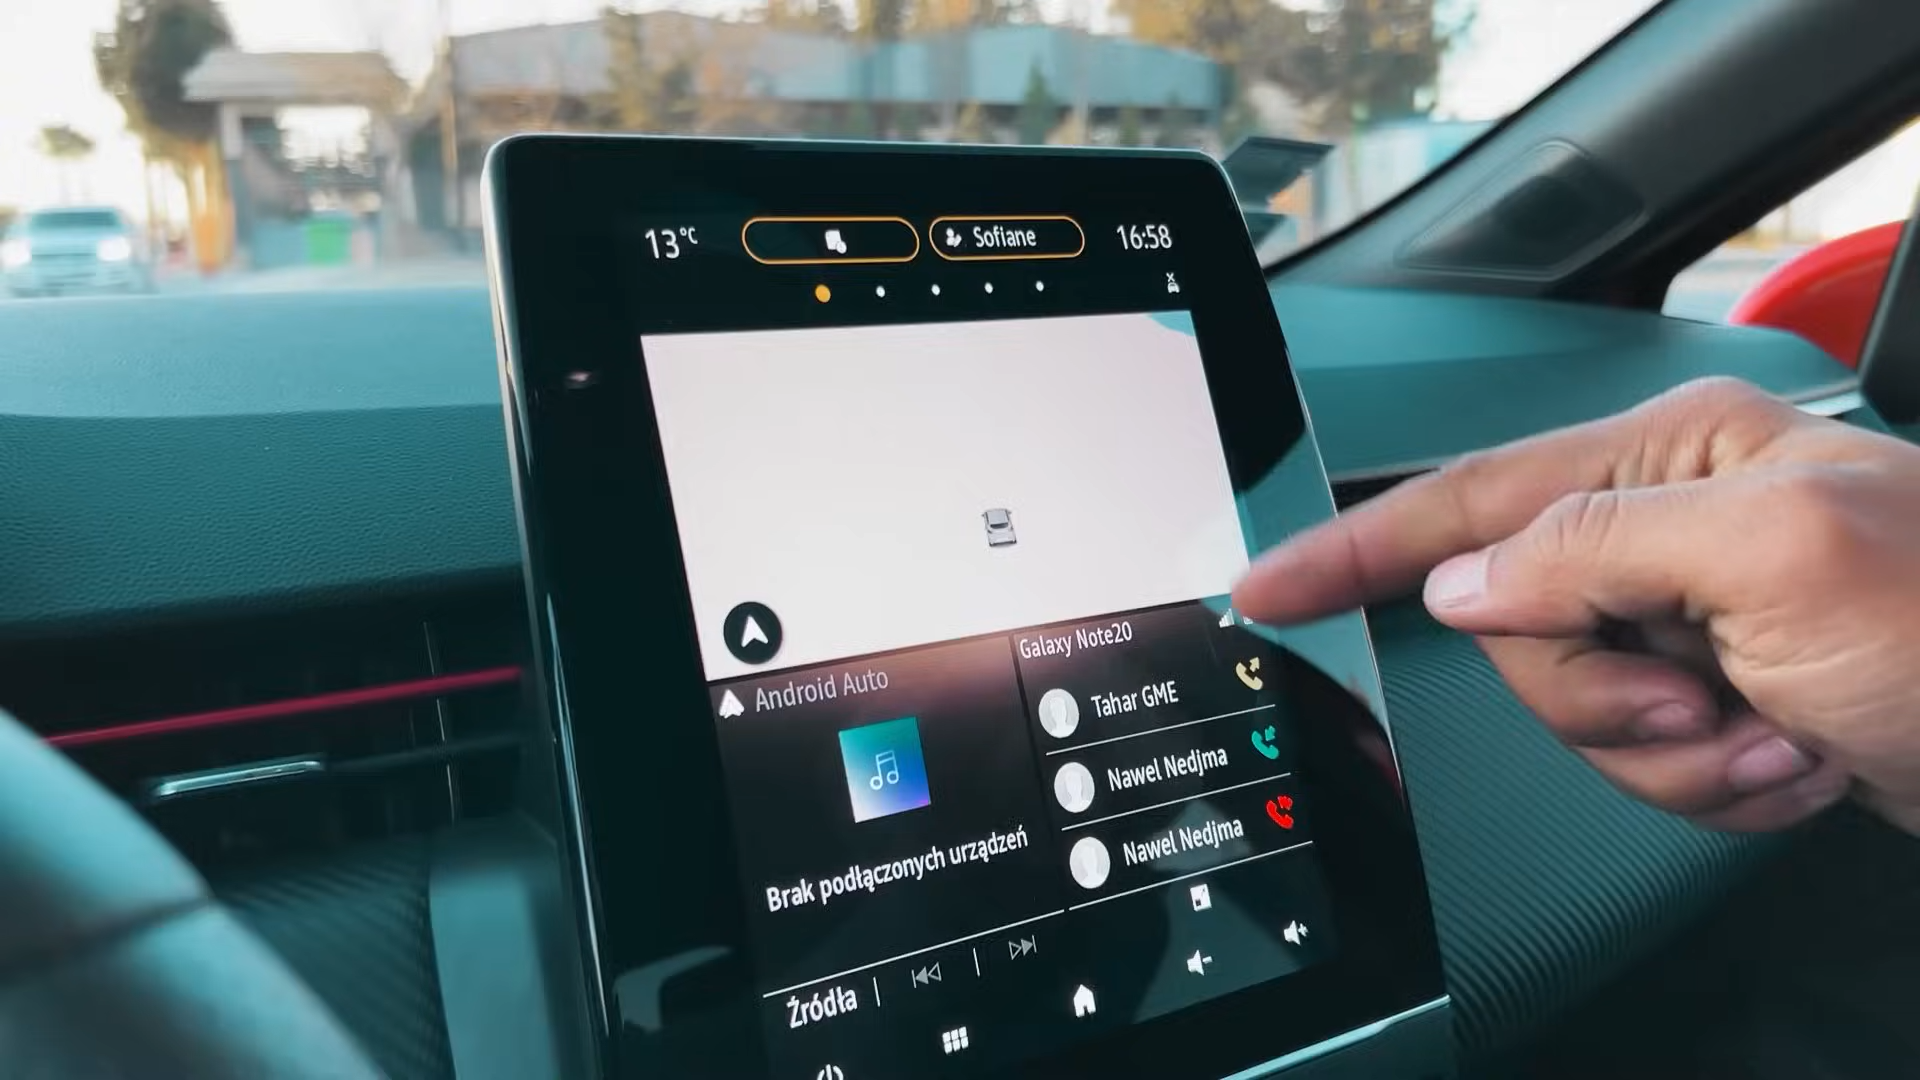 13°C
Sofiane
16:58
Galaxy Note20
Android Auto
Tahar GME
Nawel Nedjma
Nawel Nedjma
Brak podłączonych urządzeń
Źródła